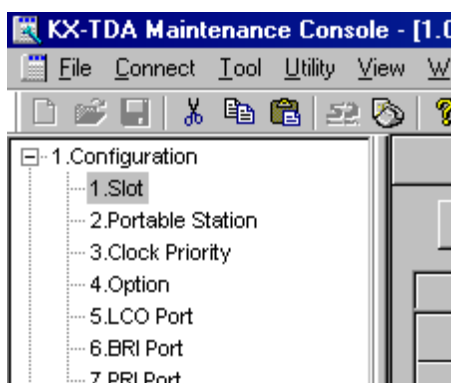 KX-TDA Maintenance Console - [1.
File Connect Tool Utility View W
1.Configuration
1.Slot
2.Portable Station
3.Clock Priority
4.Option
5.LCO Port
6.BRI Port
7.PRI Port